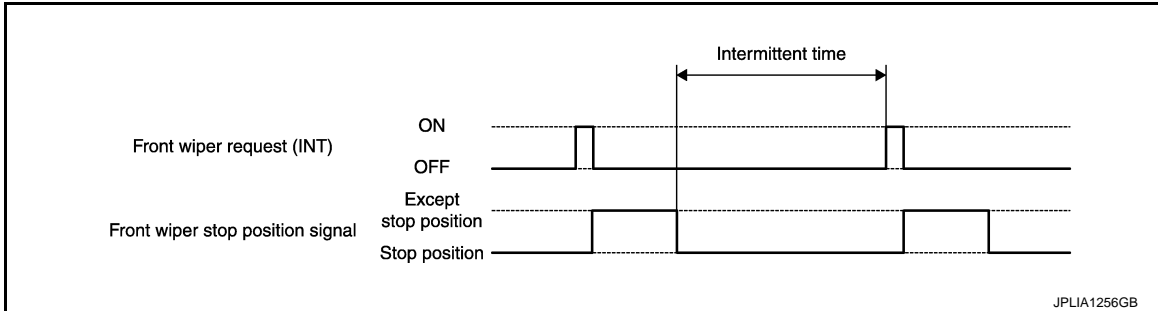 Intermittent time
ON
Front wiper request (INT)
OFF
Except
stop position
Front wiper stop position signal
Stop position
JPLIA1256GB